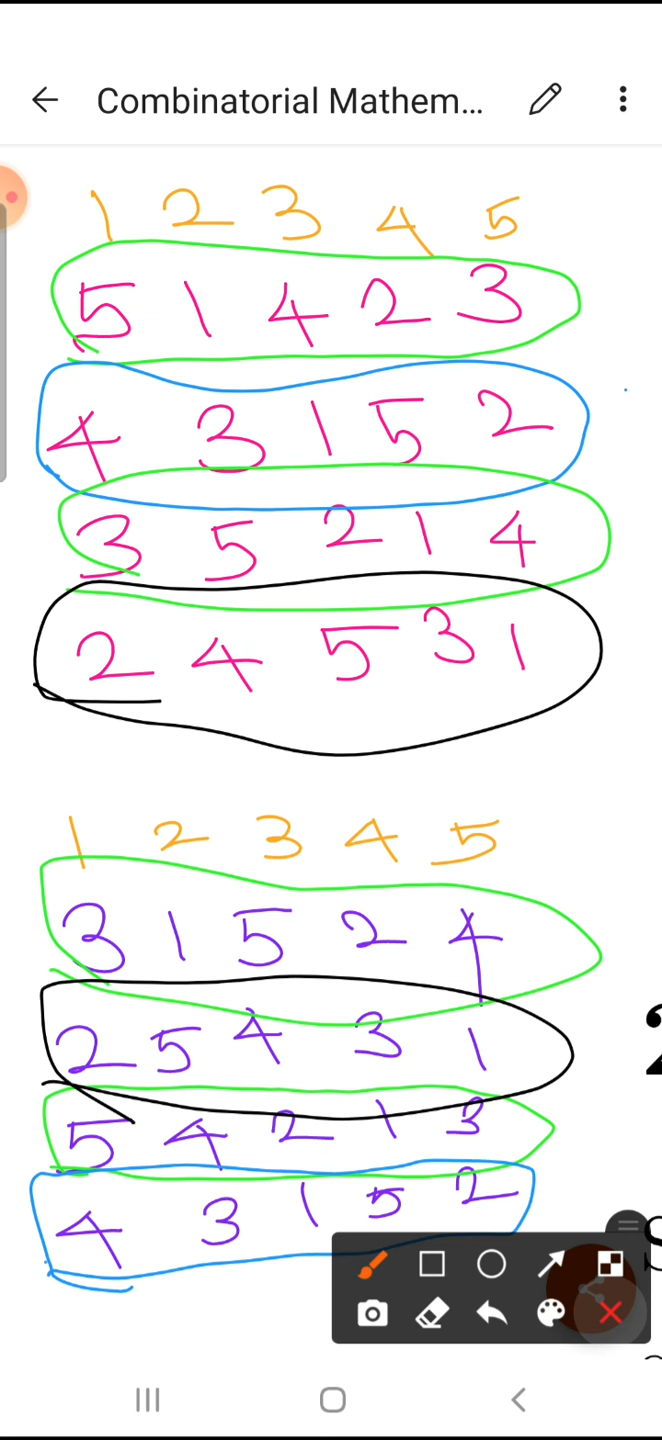 Combinatorial Mathem...
1 2 3 4 5
5 1 4 2 3
4 3 1 5 2
3 5 2 1 4
2 4 5 3 1
1 2 3 4 5
3 1 5 2 4
2 5 4 3 1
5 4 2 1 3
4 3 1 5 2